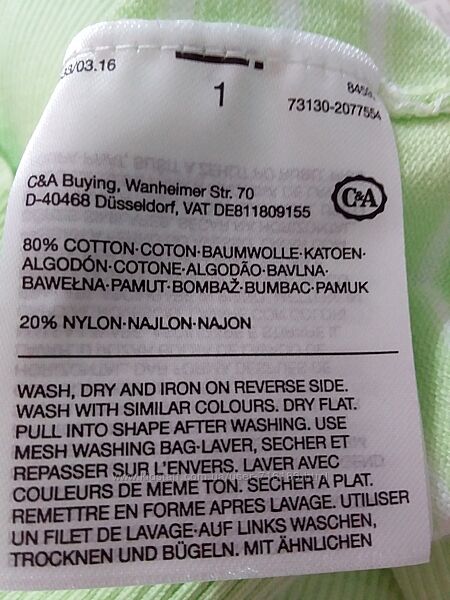 /03.16
1
73130-2077554
C&A Buying, Wanheimer Str. 70
D-40468 Düsseldorf, VAT DE811809155
C&A
80% COTTON·COTON·BAUMWOLLE·KATOEN·
ALGODÓN·COTONE·ALGODÃO·BAVLNA·
BAWEŁNA·PAMUT·BOMBAŽ·BUMBAC·PAMUK
20% NYLON·NAJLON·NAJON
WASH, DRY AND IRON ON REVERSE SIDE.
WASH WITH SIMILAR COLOURS. DRY FLAT.
PULL INTO SHAPE AFTER WASHING. USE
MESH WASHING BAG·LAVER, SECHER ET
REPASSER SUR L'ENVERS. LAVER AVEC
COULEURS DE MEME TON. SECHER A PLAT.
REMETTRE EN FORME APRES LAVAGE. UTILISER
UN FILET DE LAVAGE·AUF LINKS WASCHEN,
TROCKNEN UND BÜGELN. MIT ÄHNLICHEN